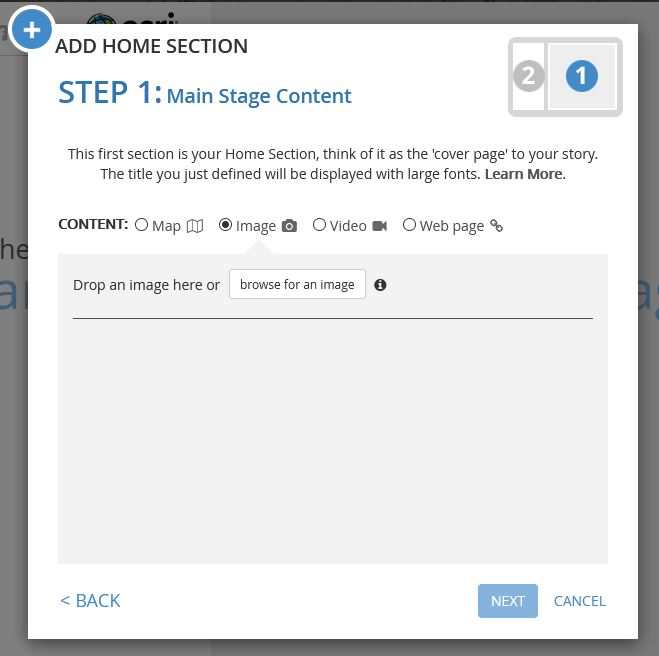 esri
ADD HOME SECTION
STEP 1: Main Stage Content
2 1
This first section is your Home Section, think of it as the 'cover page' to your story.
The title you just defined will be displayed with large fonts. Learn More.
CONTENT: Map Image Video Web page
he
Drop an image here or browse for an image
< BACK
NEXT CANCEL